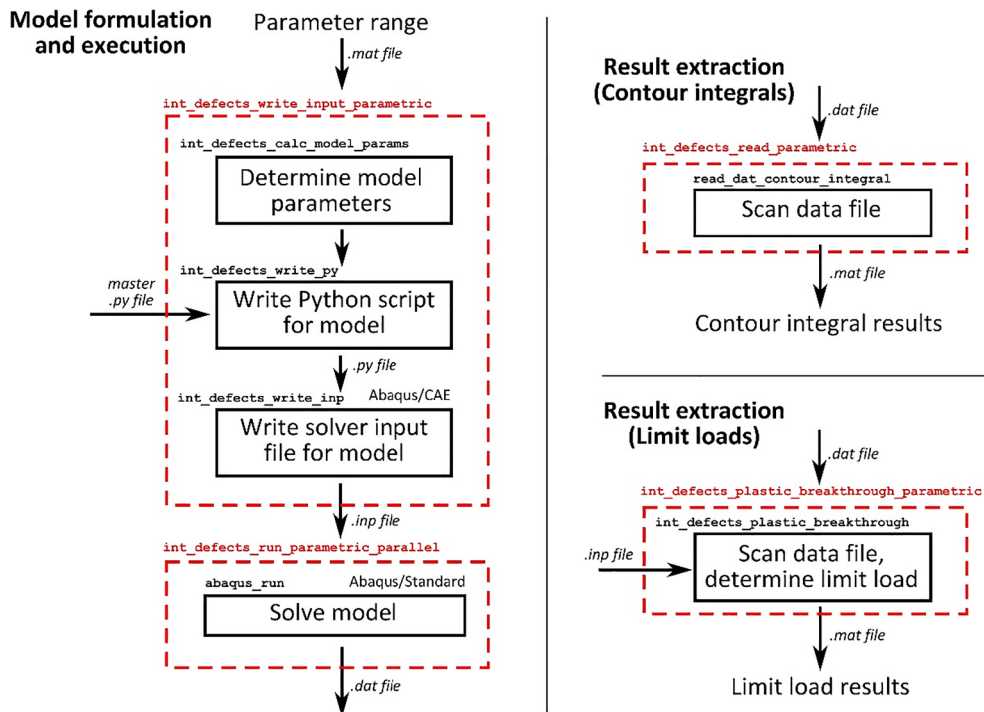 Model formulation
and execution
Parameter range
.mat file
int_defects_write_input_parametric
int_defects_calc_model_params
Determine model
parameters
int_defects_write_py
master
.py file
Write Python script
for model
.py file
int_defects_write_inp
Abaqus/CAE
Write solver input
file for model
.inp file
int_defects_run_parametric_parallel
abaqus_run
Abaqus/Standard
Solve model
.dat file
Result extraction
(Contour integrals)
.dat file
int_defects_read_parametric
read_dat_contour_integral
Scan data file
.mat file
Contour integral results
Result extraction
(Limit loads)
.dat file
int_defects_plastic_breakthrough_parametric
int_defects_plastic_breakthrough
.inp file
Scan data file,
determine limit load
.mat file
Limit load results